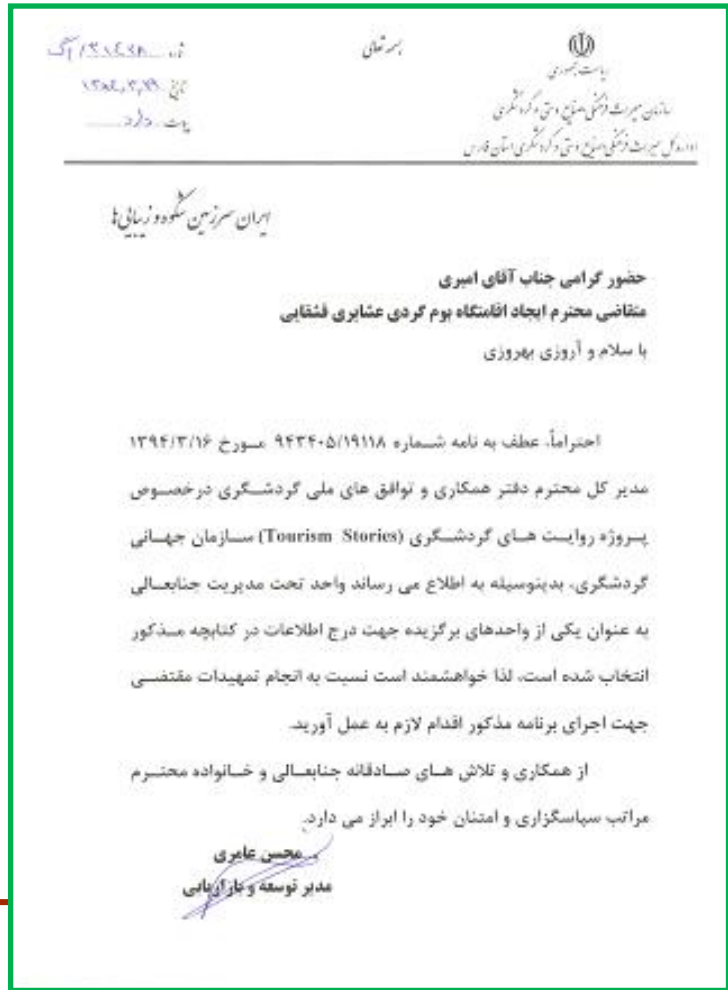 بسمه تعالی
ریاست جمهوری
سازمان میراث فرهنگی، صنایع دستی و گردشگری
اداره کل میراث فرهنگی، صنایع دستی و گردشگری استان فارس
شماره
تاریخ
پیوست دارد
ایران سرزمین شکوه و زیبایی‌ها
حضور گرامی جناب آقای امیری
متقاضی محترم ایجاد اقامتگاه بوم گردی عشایری قشقایی
با سلام و آرزوی بهروزی
احتراماً، عطف به نامه شماره ۹۴۳۴۰۵/۱۹۱۱۸ مورخ ۱۳۹۴/۳/۱۶
مدیر کل محترم دفتر همکاری و توافق های ملی گردشگری درخصوص
پروژه روایت های گردشگری (Tourism Stories) سازمان جهانی
گردشگری، بدینوسیله به اطلاع می رساند واحد تحت مدیریت جنابعالی
به عنوان یکی از واحدهای برگزیده جهت درج اطلاعات در کتابچه مذکور
انتخاب شده است، لذا خواهشمند است نسبت به انجام تمهیدات مقتضی
جهت اجرای برنامه مذکور اقدام لازم به عمل آورید.
از همکاری و تلاش های صادقانه جنابعالی و خانواده محترم
مراتب سپاسگزاری و امتنان خود را ابراز می دارد.
محسن عامری
مدیر توسعه و بازاریابی